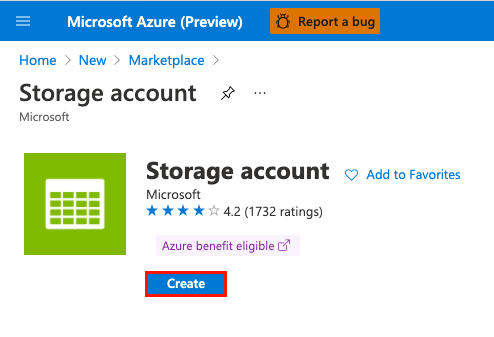 Microsoft Azure (Preview) Report a bug
Home > New > Marketplace >
Storage account ...
Microsoft
Storage account Add to Favorites
Microsoft
4.2 (1732 ratings)
Azure benefit eligible
Create